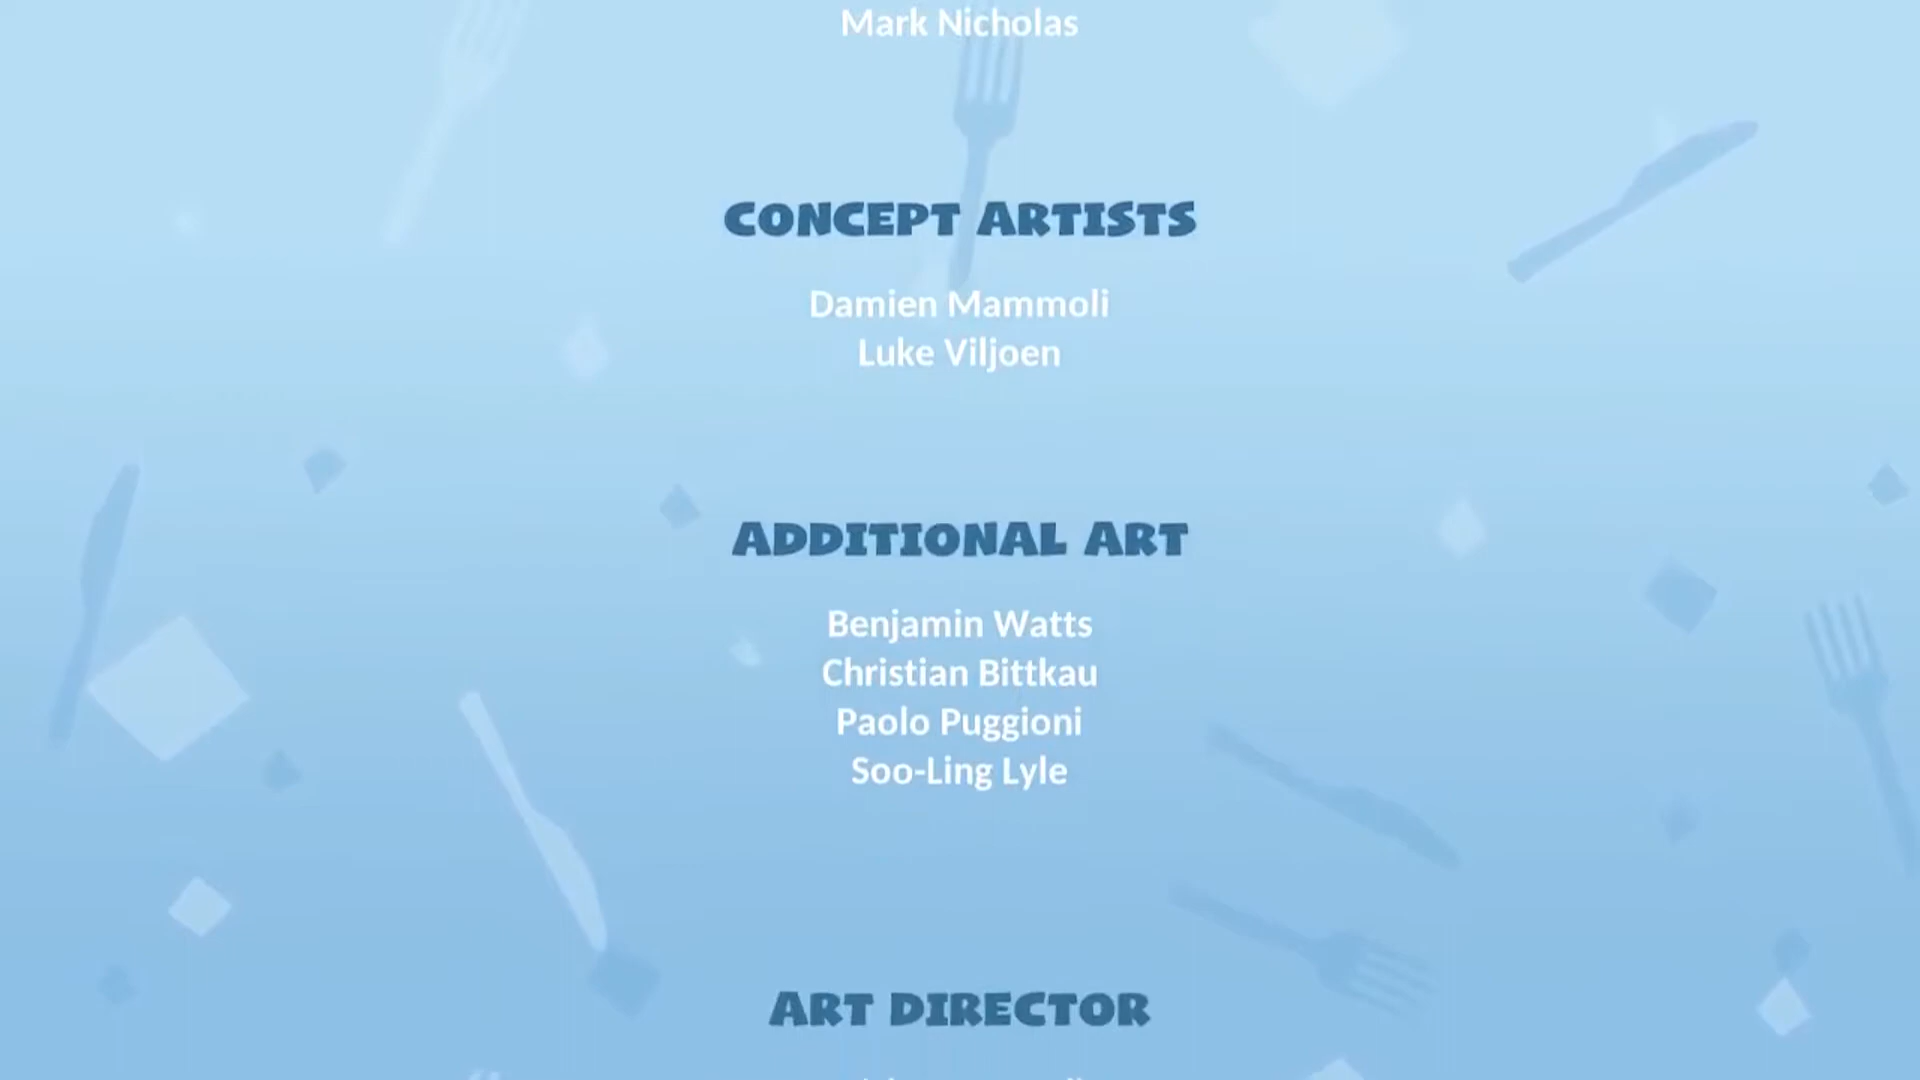 Mark Nicholas
CONCEPT ARTISTS
Damien Mammoli
Luke Viljoen
ADDITIONAL ART
Benjamin Watts
Christian Bittkau
Paolo Puggioni
Soo-Ling Lyle
ART DIRECTOR